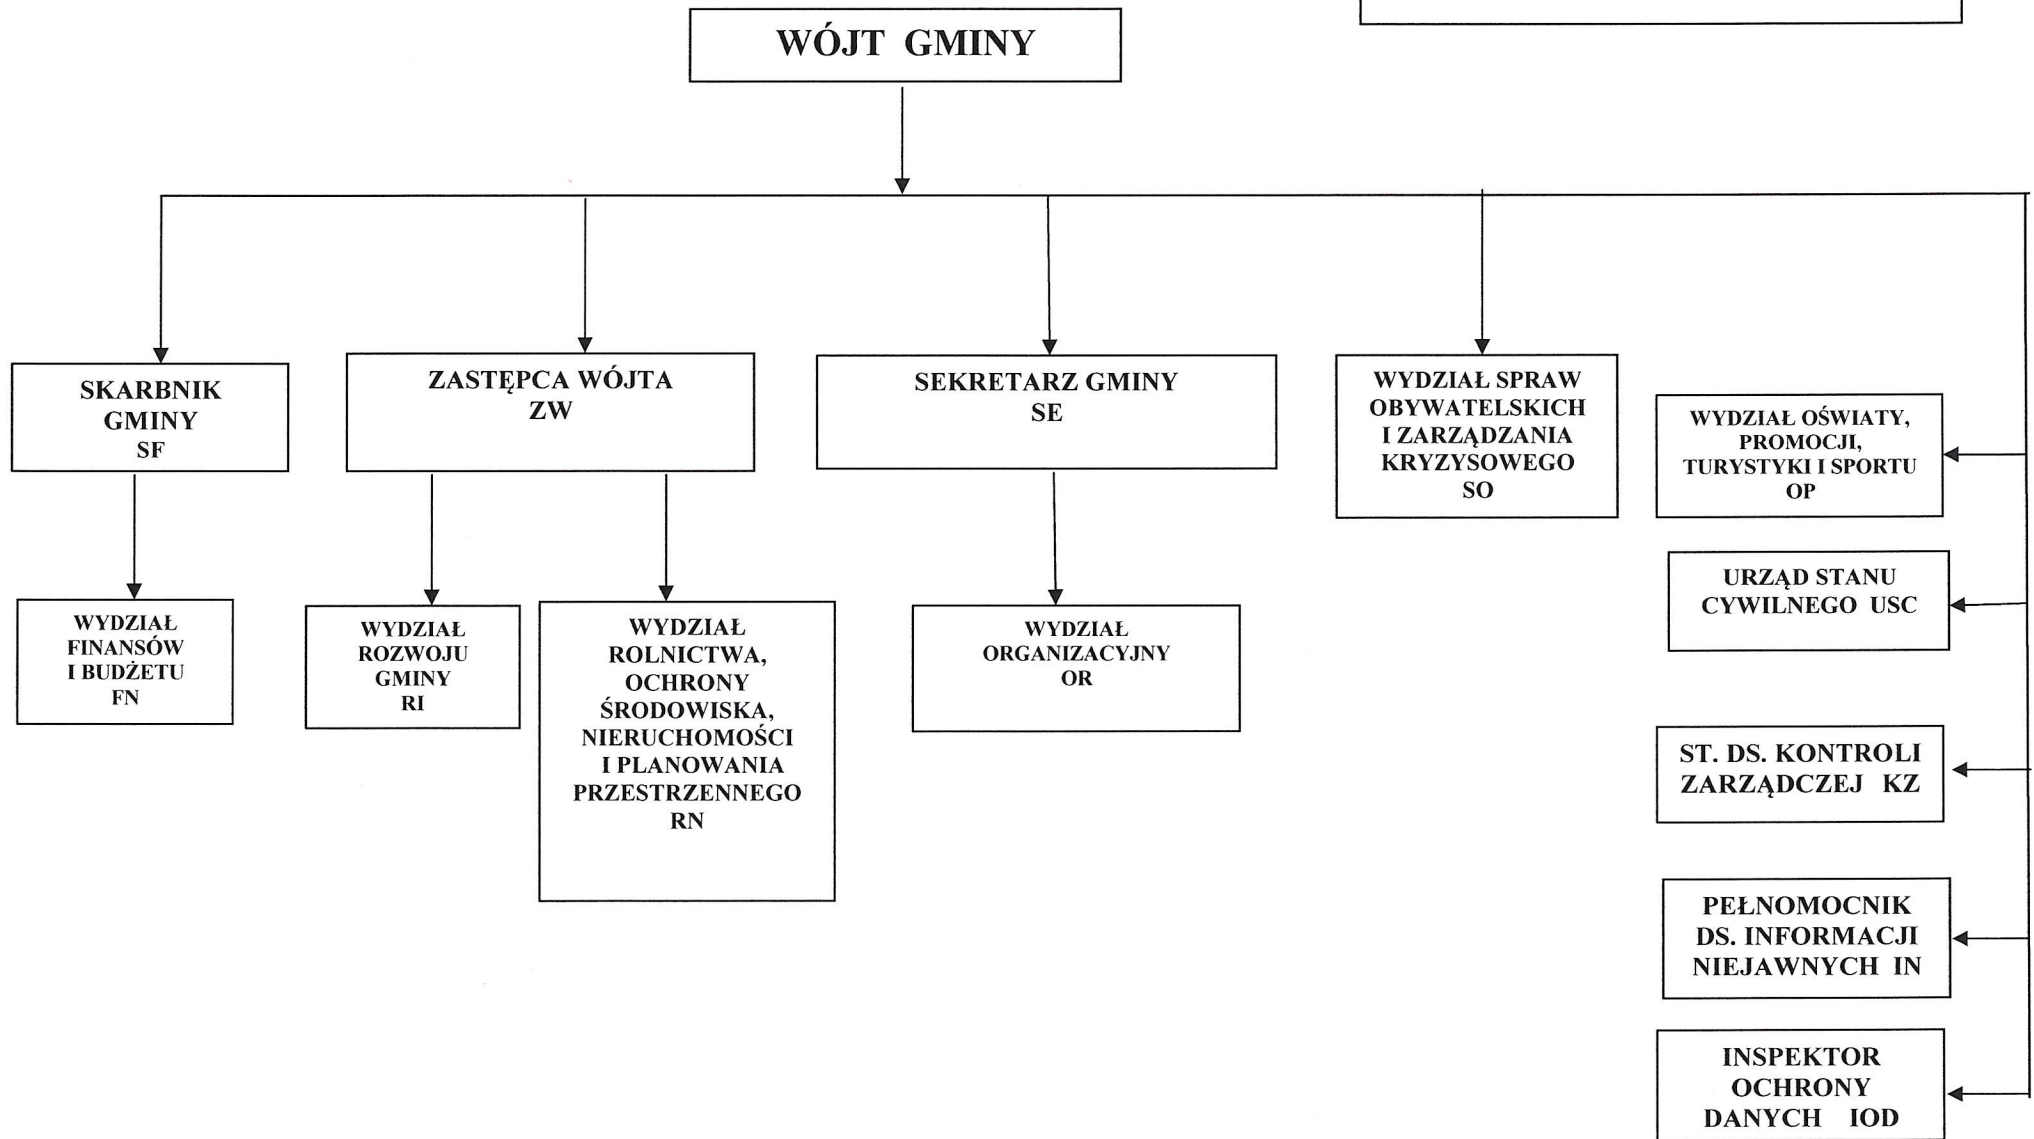 WÓJT GMINY
SKARBNIK
GMINY
SF
ZASTĘPCA WÓJTA
ZW
SEKRETARZ GMINY
SE
WYDZIAŁ SPRAW
OBYWATELSKICH
I ZARZĄDZANIA
KRYZYSOWEGO
SO
WYDZIAŁ OŚWIATY,
PROMOCJI,
TURYSTYKI I SPORTU
OP
URZĄD STANU
CYWILNEGO USC
WYDZIAŁ
FINANSÓW
I BUDŻETU
FN
WYDZIAŁ
ROZWOJU
GMINY
RI
WYDZIAŁ
ROLNICTWA,
OCHRONY
ŚRODOWISKA,
NIERUCHOMOŚCI
I PLANOWANIA
PRZESTRZENNEGO
RN
WYDZIAŁ
ORGANIZACYJNY
OR
ST. DS. KONTROLI
ZARZĄDCZEJ KZ
PEŁNOMOCNIK
DS. INFORMACJI
NIEJAWNYCH IN
INSPEKTOR
OCHRONY
DANYCH IOD